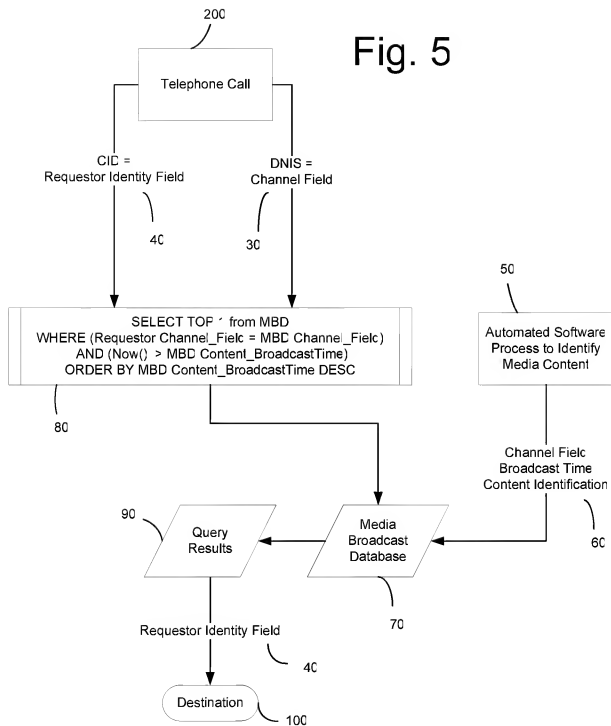 200
Fig. 5
Telephone Call
CID =
Requestor Identity Field
DNIS =
Channel Field
40
30
50
SELECT TOP from MBD
WHERE (Requestor Channel_Field = MBD Channel_Field)
AND (Now() > MBD Content_BroadcastTime)
ORDER BY MBD Content_BroadcastTime DESC
Automated Software
Process to Identify
Media Content
80
Channel Field
Broadcast Time
Content Identification
90
Query
Results
Media
Broadcast
Database
60
70
Requestor Identity Field
40
Destination
100